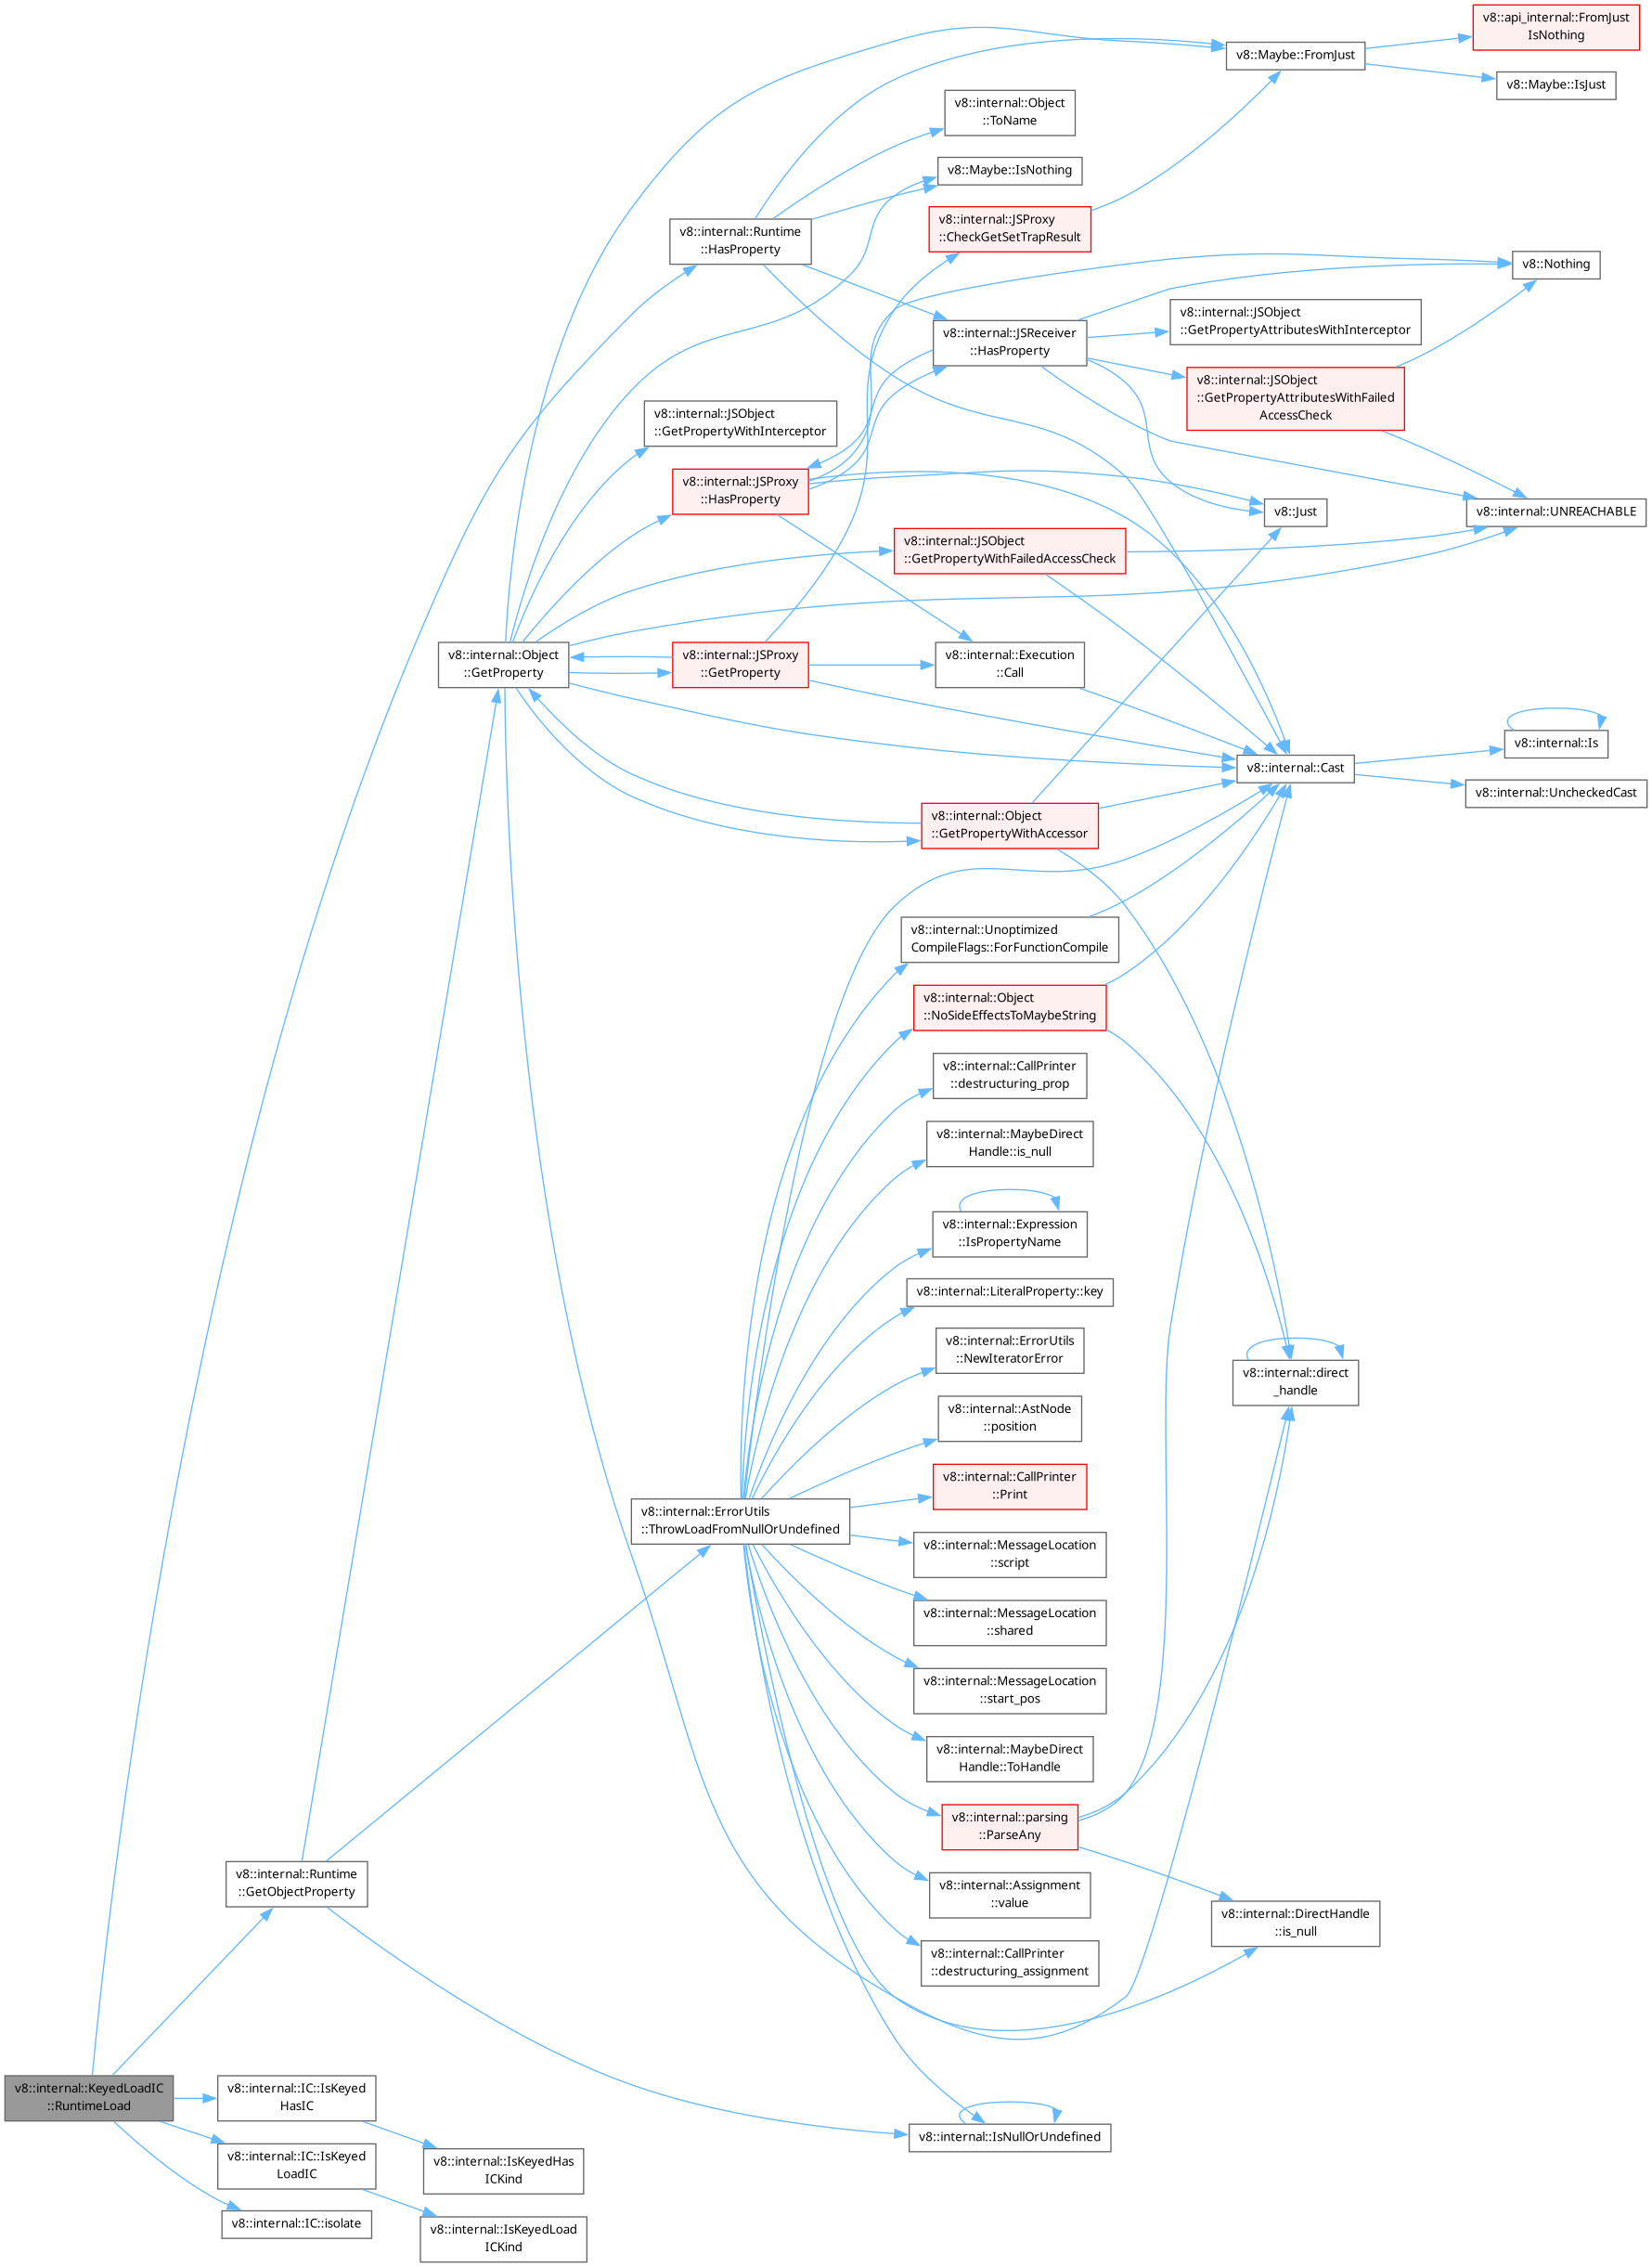 v8::api_internal::FromJust
IsNothing
v8::Maybe::FromJust
v8::Maybe::IsJust
v8::internal::Object
::ToName
v8::Maybe::IsNothing
v8::internal::JSProxy
::CheckGetSetTrapResult
v8::internal::Runtime
::HasProperty
v8::Nothing
v8::internal::JSObject
::GetPropertyAttributesWithInterceptor
v8::internal::JSReceiver
::HasProperty
v8::internal::JSObject
::GetPropertyAttributesWithFailed
AccessCheck
v8::internal::JSObject
::GetPropertyWithInterceptor
v8::internal::JSProxy
::HasProperty
v8::Just
v8::internal::UNREACHABLE
v8::internal::JSObject
::GetPropertyWithFailedAccessCheck
v8::internal::Object
::GetProperty
v8::internal::JSProxy
::GetProperty
v8::internal::Execution
::Call
v8::internal::Is
v8::internal::Cast
v8::internal::UncheckedCast
v8::internal::Object
::GetPropertyWithAccessor
v8::internal::Unoptimized
CompileFlags::ForFunctionCompile
v8::internal::Object
::NoSideEffectsToMaybeString
v8::internal::CallPrinter
::destructuring_prop
v8::internal::MaybeDirect
Handle::is_null
v8::internal::Expression
::IsPropertyName
v8::internal::LiteralProperty::key
v8::internal::ErrorUtils
::NewIteratorError
v8::internal::direct
_handle
v8::internal::AstNode
::position
v8::internal::CallPrinter
::Print
v8::internal::ErrorUtils
::ThrowLoadFromNullOrUndefined
v8::internal::MessageLocation
::script
v8::internal::MessageLocation
::shared
v8::internal::MessageLocation
::start_pos
v8::internal::MaybeDirect
Handle::ToHandle
v8::internal::parsing
::ParseAny
v8::internal::Runtime
::GetObjectProperty
v8::internal::Assignment
::value
v8::internal::DirectHandle
::is_null
v8::internal::CallPrinter
::destructuring_assignment
v8::internal::KeyedLoadIC
::RuntimeLoad
v8::internal::IC::IsKeyed
HasIC
v8::internal::IsNullOrUndefined
v8::internal::IC::IsKeyed
LoadIC
v8::internal::IsKeyedHas
ICKind
v8::internal::IC::isolate
v8::internal::IsKeyedLoad
ICKind